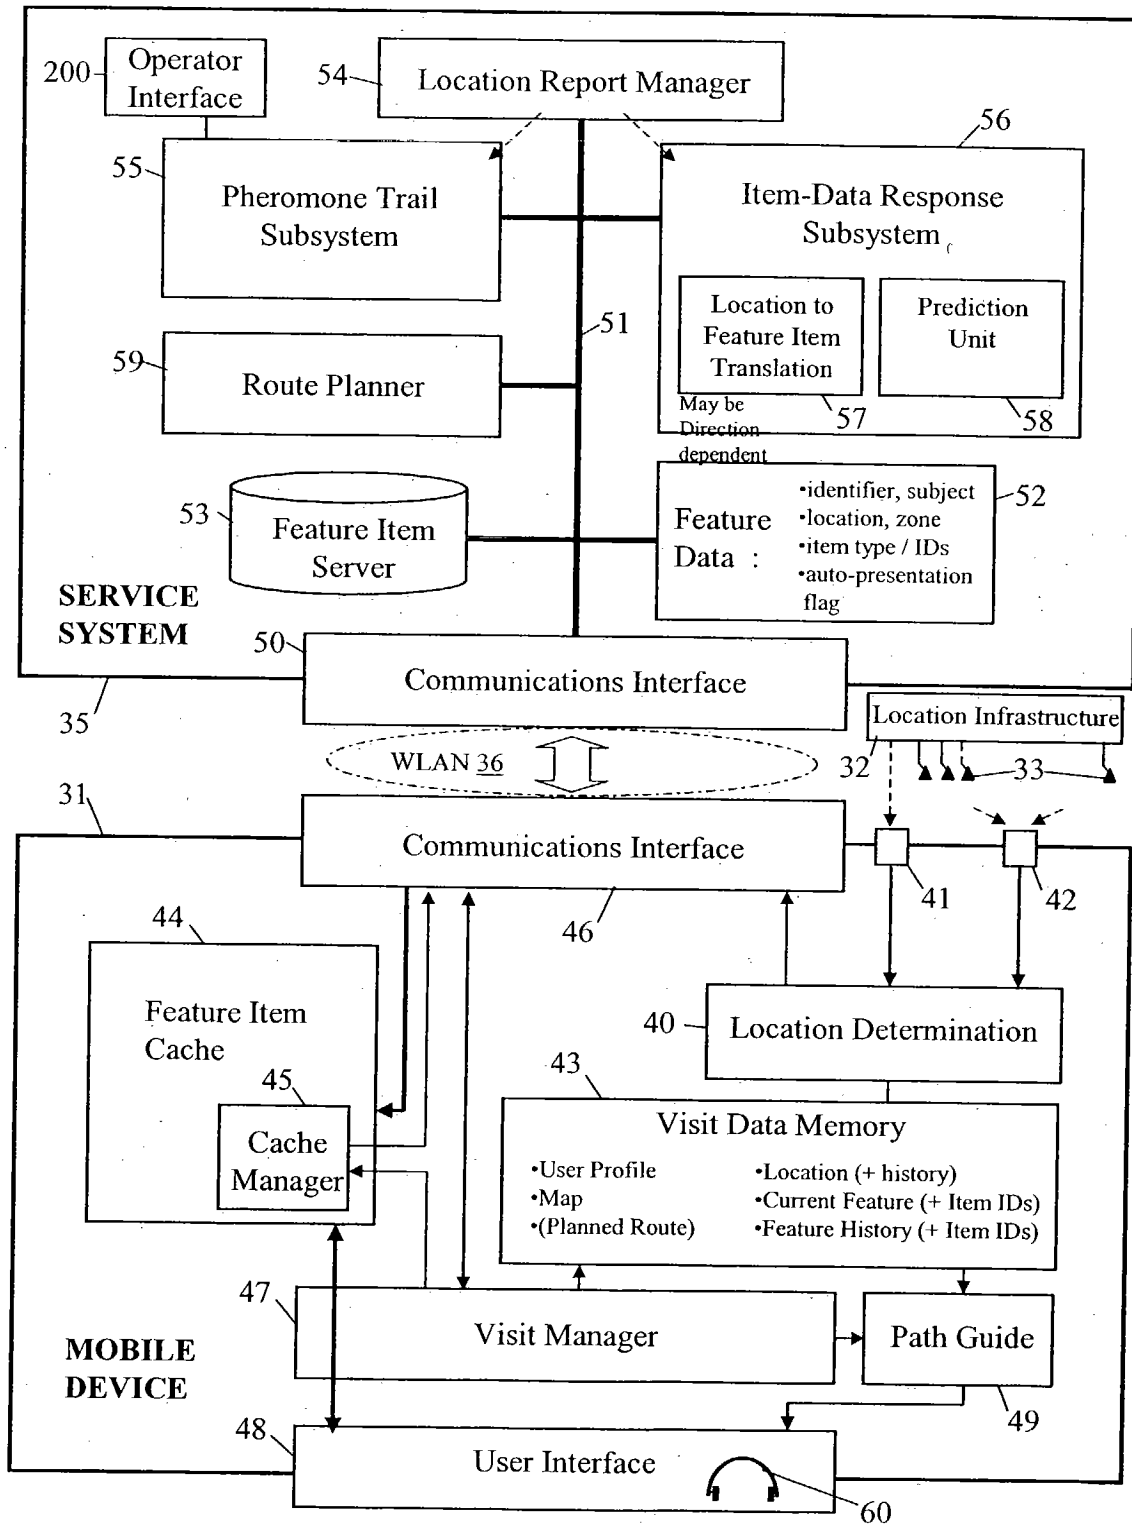 200
Operator
Interface
54
Location Report Manager
55
Pheromone Trail
Subsystem
56
Item-Data Response
Subsystem
Location to
Feature Item
Translation
57
Prediction
Unit
58
May be
Direction
dependent
51
59
Route Planner
53
Feature Item
Server
Feature
Data :
•identifier, subject
•location, zone
•item type / IDs
•auto-presentation
flag
52
SERVICE
SYSTEM
50
Communications Interface
35
Location Infrastructure
32
33
WLAN 36
31
Communications Interface
41
42
46
44
Feature Item
Cache
45
Cache
Manager
40
Location Determination
43
Visit Data Memory
•User Profile
•Map
•(Planned Route)
•Location (+ history)
•Current Feature (+ Item IDs)
•Feature History (+ Item IDs)
47
Visit Manager
Path Guide
49
MOBILE
DEVICE
48
User Interface
60